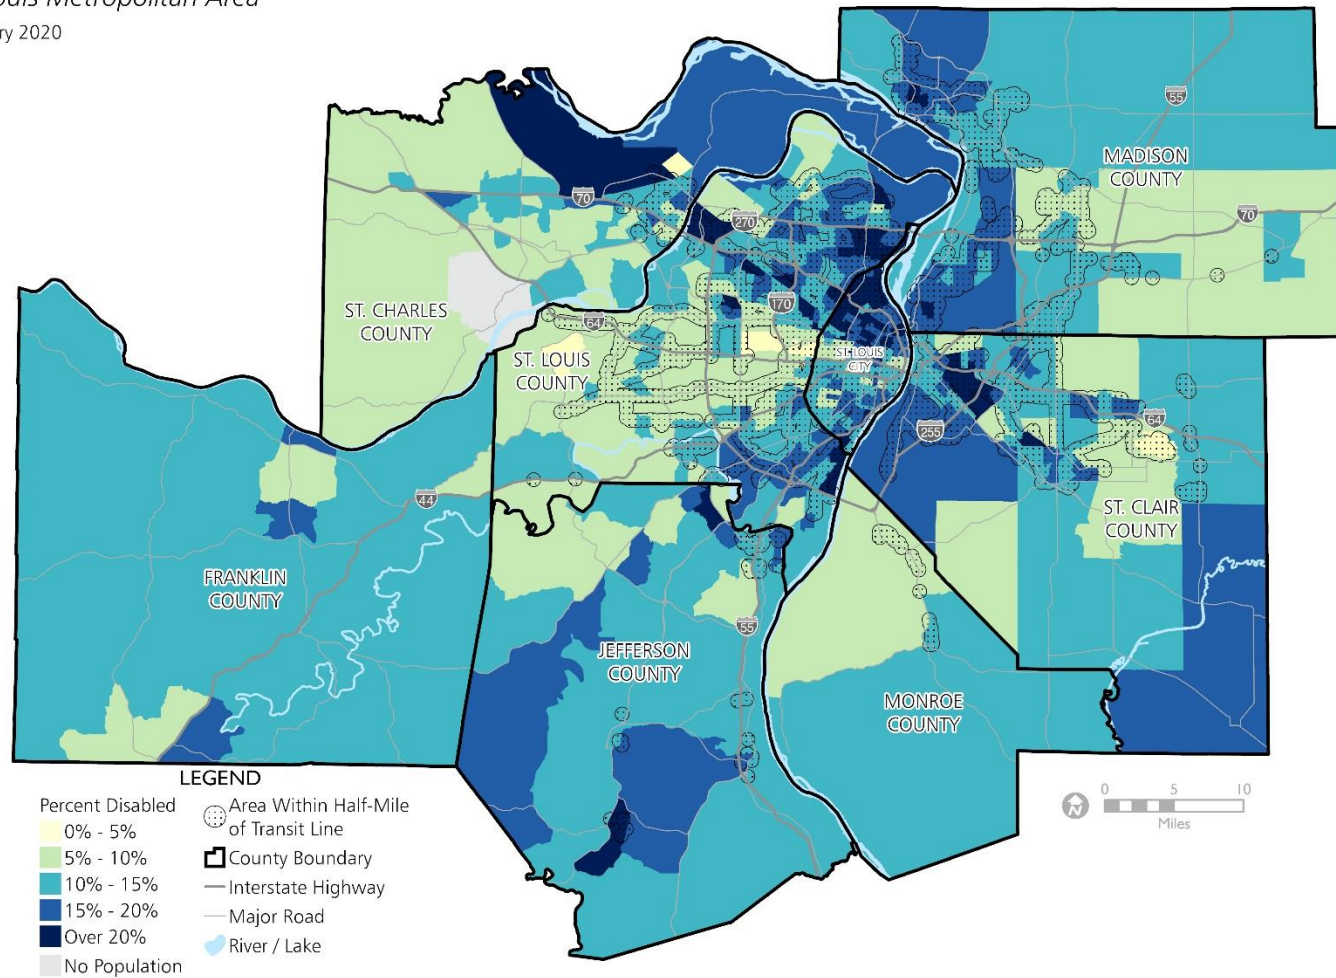 Metropolitan Area
2020
55
MADISON
COUNTY
70
270
70
ST. CHARLES
COUNTY
170
64
ST. LOUIS
COUNTY
ST. LOUIS
CITY
64
255
44
ST. CLAIR
COUNTY
FRANKLIN
COUNTY
55
JEFFERSON
COUNTY
MONROE
COUNTY
LEGEND
Percent Disabled
0% - 5%
5% - 10%
10% - 15%
15% - 20%
Over 20%
No Population
Area Within Half-Mile
of Transit Line
County Boundary
Interstate Highway
Major Road
River / Lake
N
0 5 10
Miles